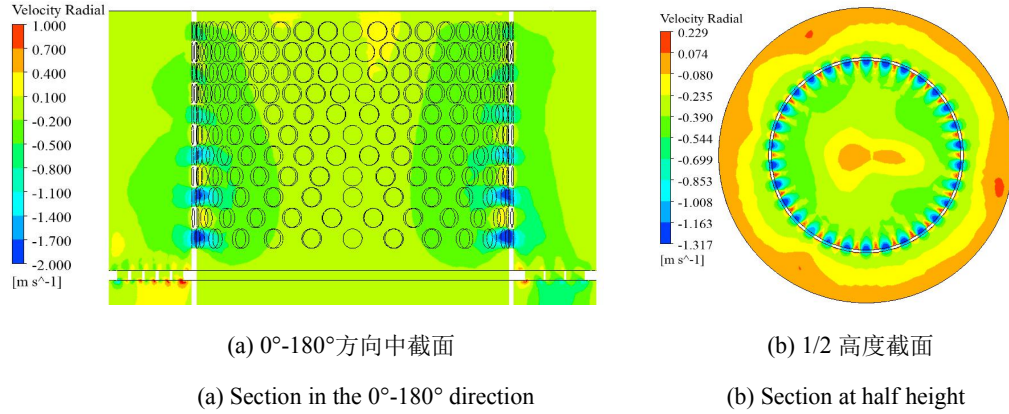 Velocity Radial
1.000
0.700
0.400
0.100
-0.200
-0.500
-0.800
-1.100
-1.400
-1.700
-2.000
[m s^-1]
Velocity Radial
0.229
0.074
-0.080
-0.235
-0.390
-0.544
-0.699
-0.853
-1.008
-1.163
-1.317
[m s^-1]
(a) 0°-180°方向中截面
(b) 1/2 高度截面
(a) Section in the 0°-180° direction
(b) Section at half height